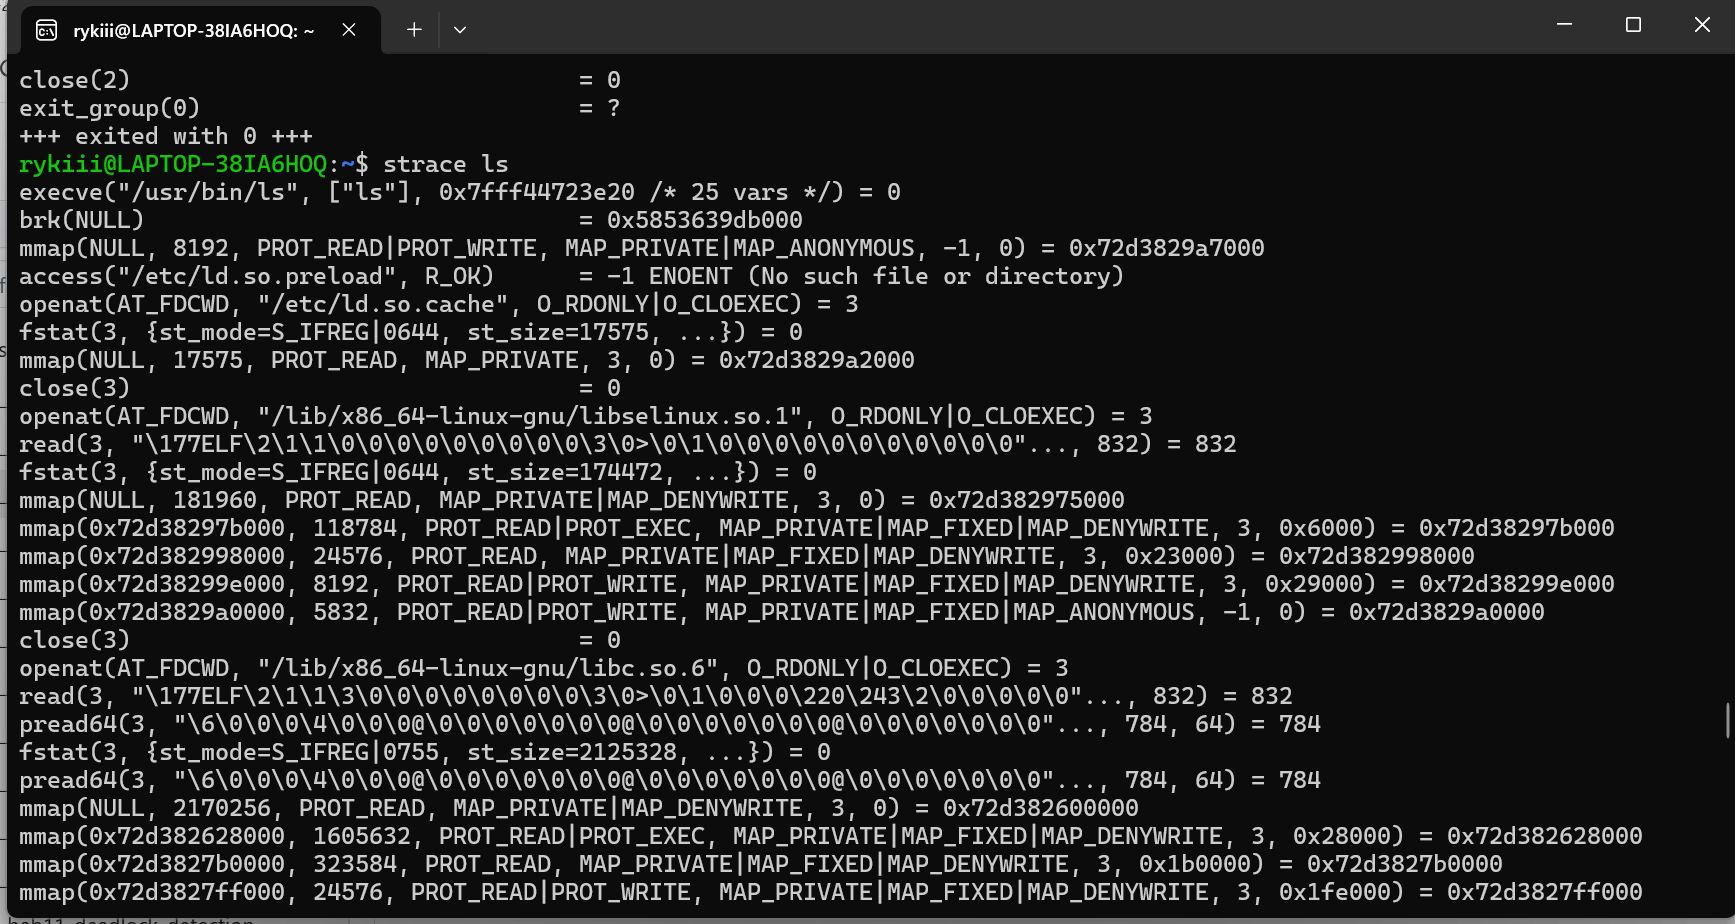 rykiii@LAPTOP-38IA6HOQ: ~
close(2)                                = 0
exit_group(0)                           = ?
+++ exited with 0 +++
rykiii@LAPTOP-38IA6HOQ:~$ strace ls
execve("/usr/bin/ls", ["ls"], 0x7fff44723e20 /* 25 vars */) = 0
brk(NULL)                               = 0x5853639db000
mmap(NULL, 8192, PROT_READ|PROT_WRITE, MAP_PRIVATE|MAP_ANONYMOUS, -1, 0) = 0x72d3829a7000
access("/etc/ld.so.preload", R_OK)      = -1 ENOENT (No such file or directory)
openat(AT_FDCWD, "/etc/ld.so.cache", O_RDONLY|O_CLOEXEC) = 3
fstat(3, {st_mode=S_IFREG|0644, st_size=17575, ...}) = 0
mmap(NULL, 17575, PROT_READ, MAP_PRIVATE, 3, 0) = 0x72d3829a2000
close(3)                                = 0
openat(AT_FDCWD, "/lib/x86_64-linux-gnu/libselinux.so.1", O_RDONLY|O_CLOEXEC) = 3
read(3, "\177ELF\2\1\1\0\0\0\0\0\0\0\0\0\3\0>\0\1\0\0\0\0\0\0\0\0\0\0\0"..., 832) = 832
fstat(3, {st_mode=S_IFREG|0644, st_size=174472, ...}) = 0
mmap(NULL, 181960, PROT_READ, MAP_PRIVATE|MAP_DENYWRITE, 3, 0) = 0x72d382975000
mmap(0x72d38297b000, 118784, PROT_READ|PROT_EXEC, MAP_PRIVATE|MAP_FIXED|MAP_DENYWRITE, 3, 0x6000) = 0x72d38297b000
mmap(0x72d382998000, 24576, PROT_READ, MAP_PRIVATE|MAP_FIXED|MAP_DENYWRITE, 3, 0x23000) = 0x72d382998000
mmap(0x72d38299e000, 8192, PROT_READ|PROT_WRITE, MAP_PRIVATE|MAP_FIXED|MAP_DENYWRITE, 3, 0x29000) = 0x72d38299e000
mmap(0x72d3829a0000, 5832, PROT_READ|PROT_WRITE, MAP_PRIVATE|MAP_FIXED|MAP_ANONYMOUS, -1, 0) = 0x72d3829a0000
close(3)                                = 0
openat(AT_FDCWD, "/lib/x86_64-linux-gnu/libc.so.6", O_RDONLY|O_CLOEXEC) = 3
read(3, "\177ELF\2\1\1\3\0\0\0\0\0\0\0\0\3\0>\0\1\0\0\0\220\243\2\0\0\0\0\0"..., 832) = 832
pread64(3, "\6\0\0\0\4\0\0\0@\0\0\0\0\0\0\0@\0\0\0\0\0\0\0@\0\0\0\0\0\0\0"..., 784, 64) = 784
fstat(3, {st_mode=S_IFREG|0755, st_size=2125328, ...}) = 0
pread64(3, "\6\0\0\0\4\0\0\0@\0\0\0\0\0\0\0@\0\0\0\0\0\0\0@\0\0\0\0\0\0\0"..., 784, 64) = 784
mmap(NULL, 2170256, PROT_READ, MAP_PRIVATE|MAP_DENYWRITE, 3, 0) = 0x72d382600000
mmap(0x72d382628000, 1605632, PROT_READ|PROT_EXEC, MAP_PRIVATE|MAP_FIXED|MAP_DENYWRITE, 3, 0x28000) = 0x72d382628000
mmap(0x72d3827b0000, 323584, PROT_READ, MAP_PRIVATE|MAP_FIXED|MAP_DENYWRITE, 3, 0x1b0000) = 0x72d3827b0000
mmap(0x72d3827ff000, 24576, PROT_READ|PROT_WRITE, MAP_PRIVATE|MAP_FIXED|MAP_DENYWRITE, 3, 0x1fe000) = 0x72d3827ff000